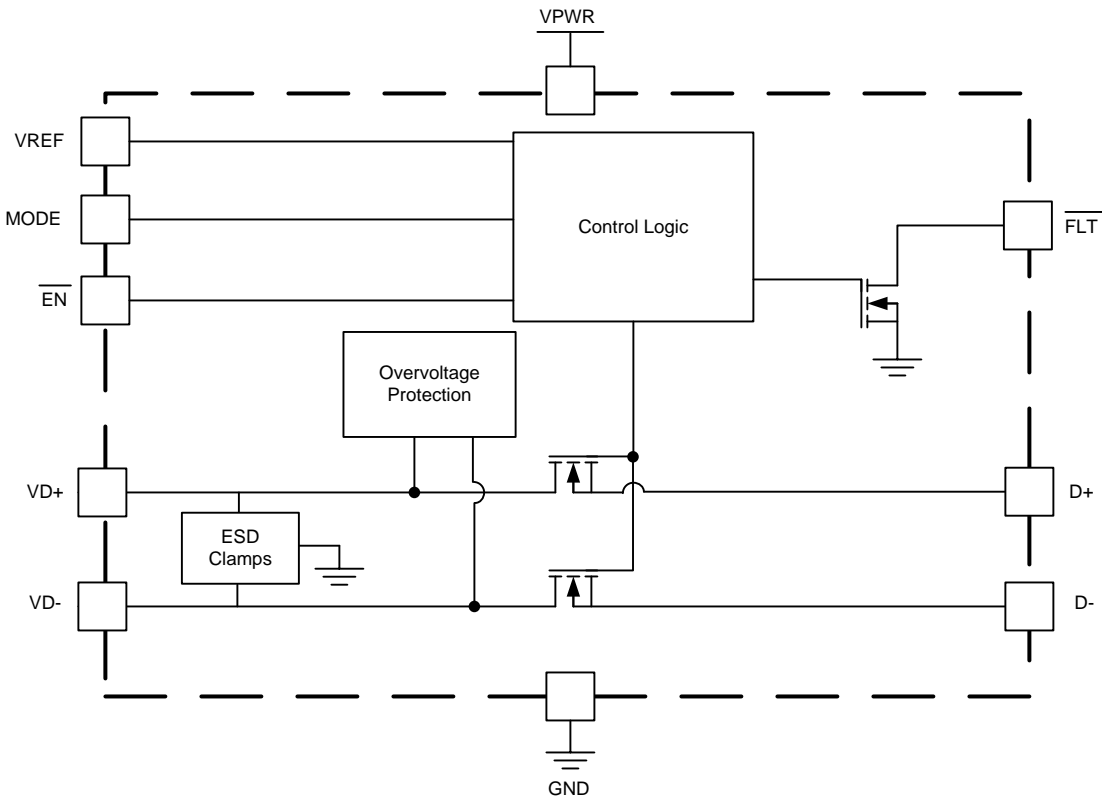 VPWR
VREF
MODE
Control Logic
FLT
EN
Overvoltage
Protection
VD+
D+
ESD
Clamps
VD-
D-
GND